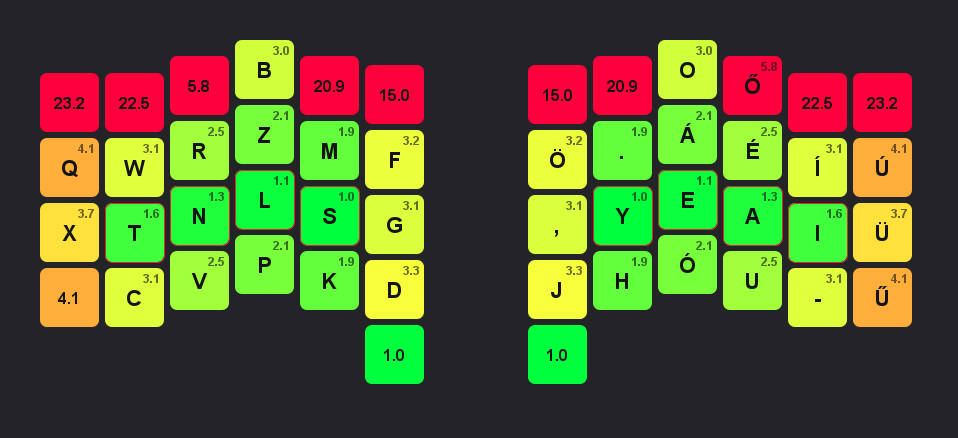 3.0 3.0
B O
5.8 20.9 20.9 5.8
Ő
23.2 22.5 15.0 15.0 22.5 23.2
2.1 2.1
Z Á
2.5 1.9 1.9 2.5
R M . É
4.1 3.1 3.2 3.2 3.1 4.1
Q W F Ö Í Ú
1.1 1.1
L E
1.3 1.0 1.0 1.3
N S Y A
3.7 1.6 3.1 3.1 1.6 3.7
X T G , I Ü
2.1 2.1
P Ó
2.5 1.9 1.9 2.5
V K H U
4.1 3.1 3.3 3.3 3.1 4.1
C D J - Ű
1.0 1.0